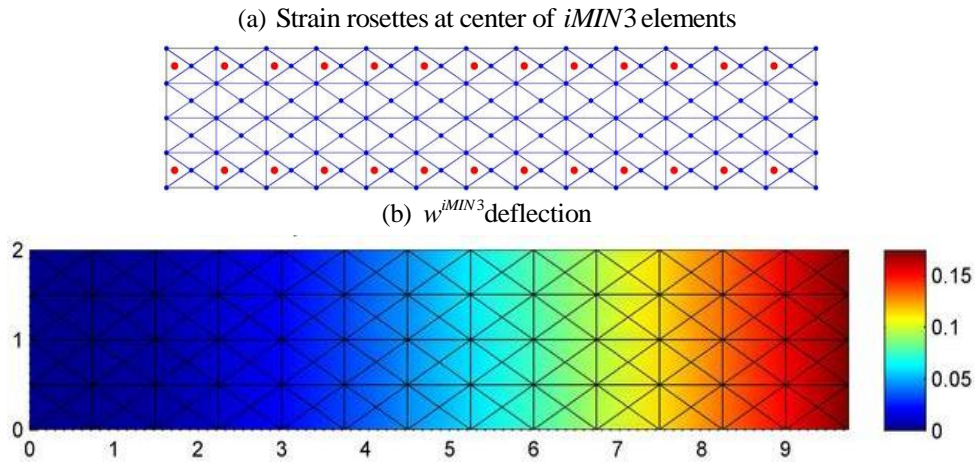 (a) Strain rosettes at center of iMIN3 elements
(b) w^iMIN3 deflection
2
1
0
0 1 2 3 4 5 6 7 8 9
0.15
0.1
0.05
0